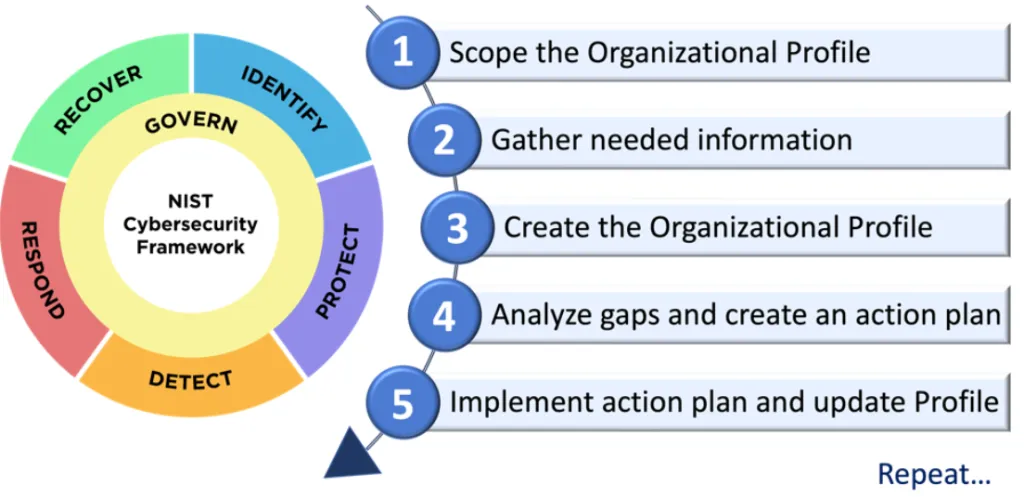 RECOVER
IDENTIFY
GOVERN
NIST
Cybersecurity
Framework
RESPOND
PROTECT
DETECT
1 Scope the Organizational Profile
2 Gather needed information
3 Create the Organizational Profile
4 Analyze gaps and create an action plan
5 Implement action plan and update Profile
Repeat...